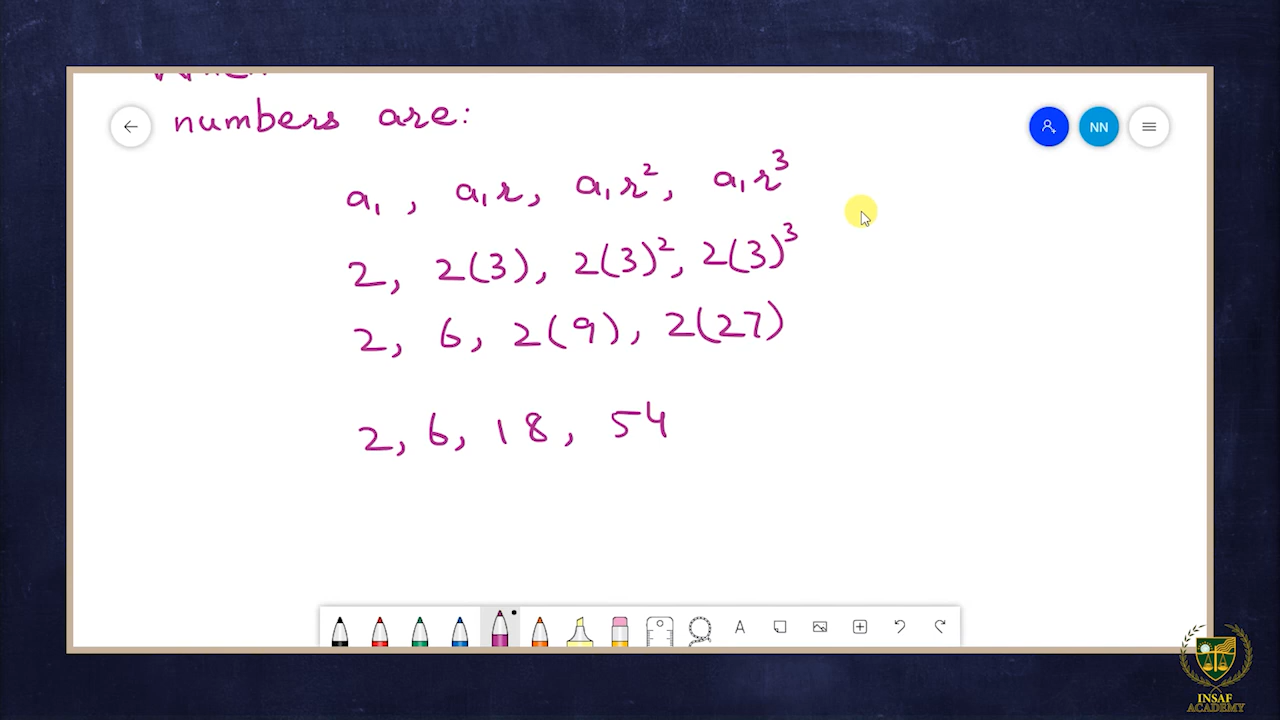 numbers are:
NN
a₁, a₁r, a₁r², a₁r³
2, 2(3), 2(3)², 2(3)³
2, 6, 2(9), 2(27)
2, 6, 18, 54
A
INSAF
ACADEMY